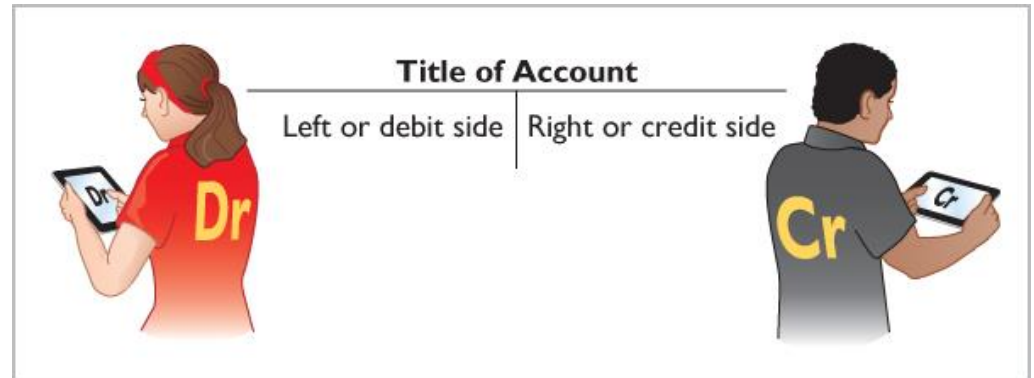 Title of Account
Left or debit side Right or credit side
Dr
Dr
Cr
Cr